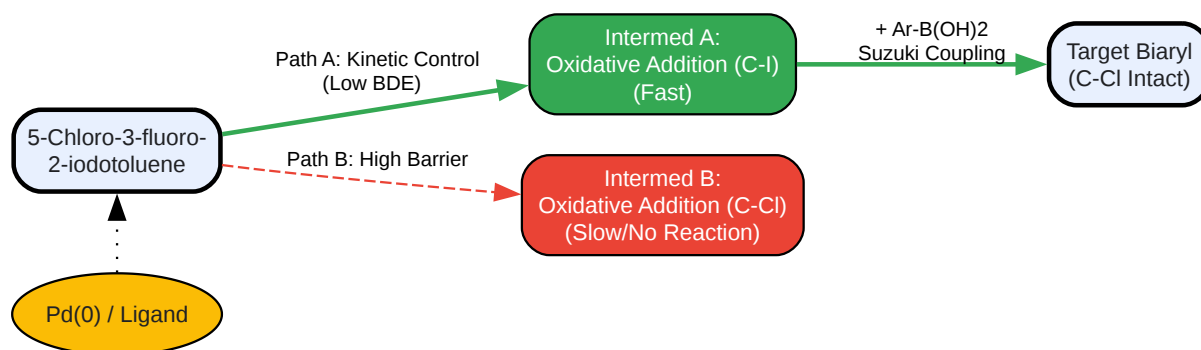 5-Chloro-3-fluoro-
2-iodotoluene
Pd(0) / Ligand
Path A: Kinetic Control
(Low BDE)
Path B: High Barrier
Intermed A:
Oxidative Addition (C-I)
(Fast)
Intermed B:
Oxidative Addition (C-Cl)
(Slow/No Reaction)
+ Ar-B(OH)2
Suzuki Coupling
Target Biaryl
(C-Cl Intact)